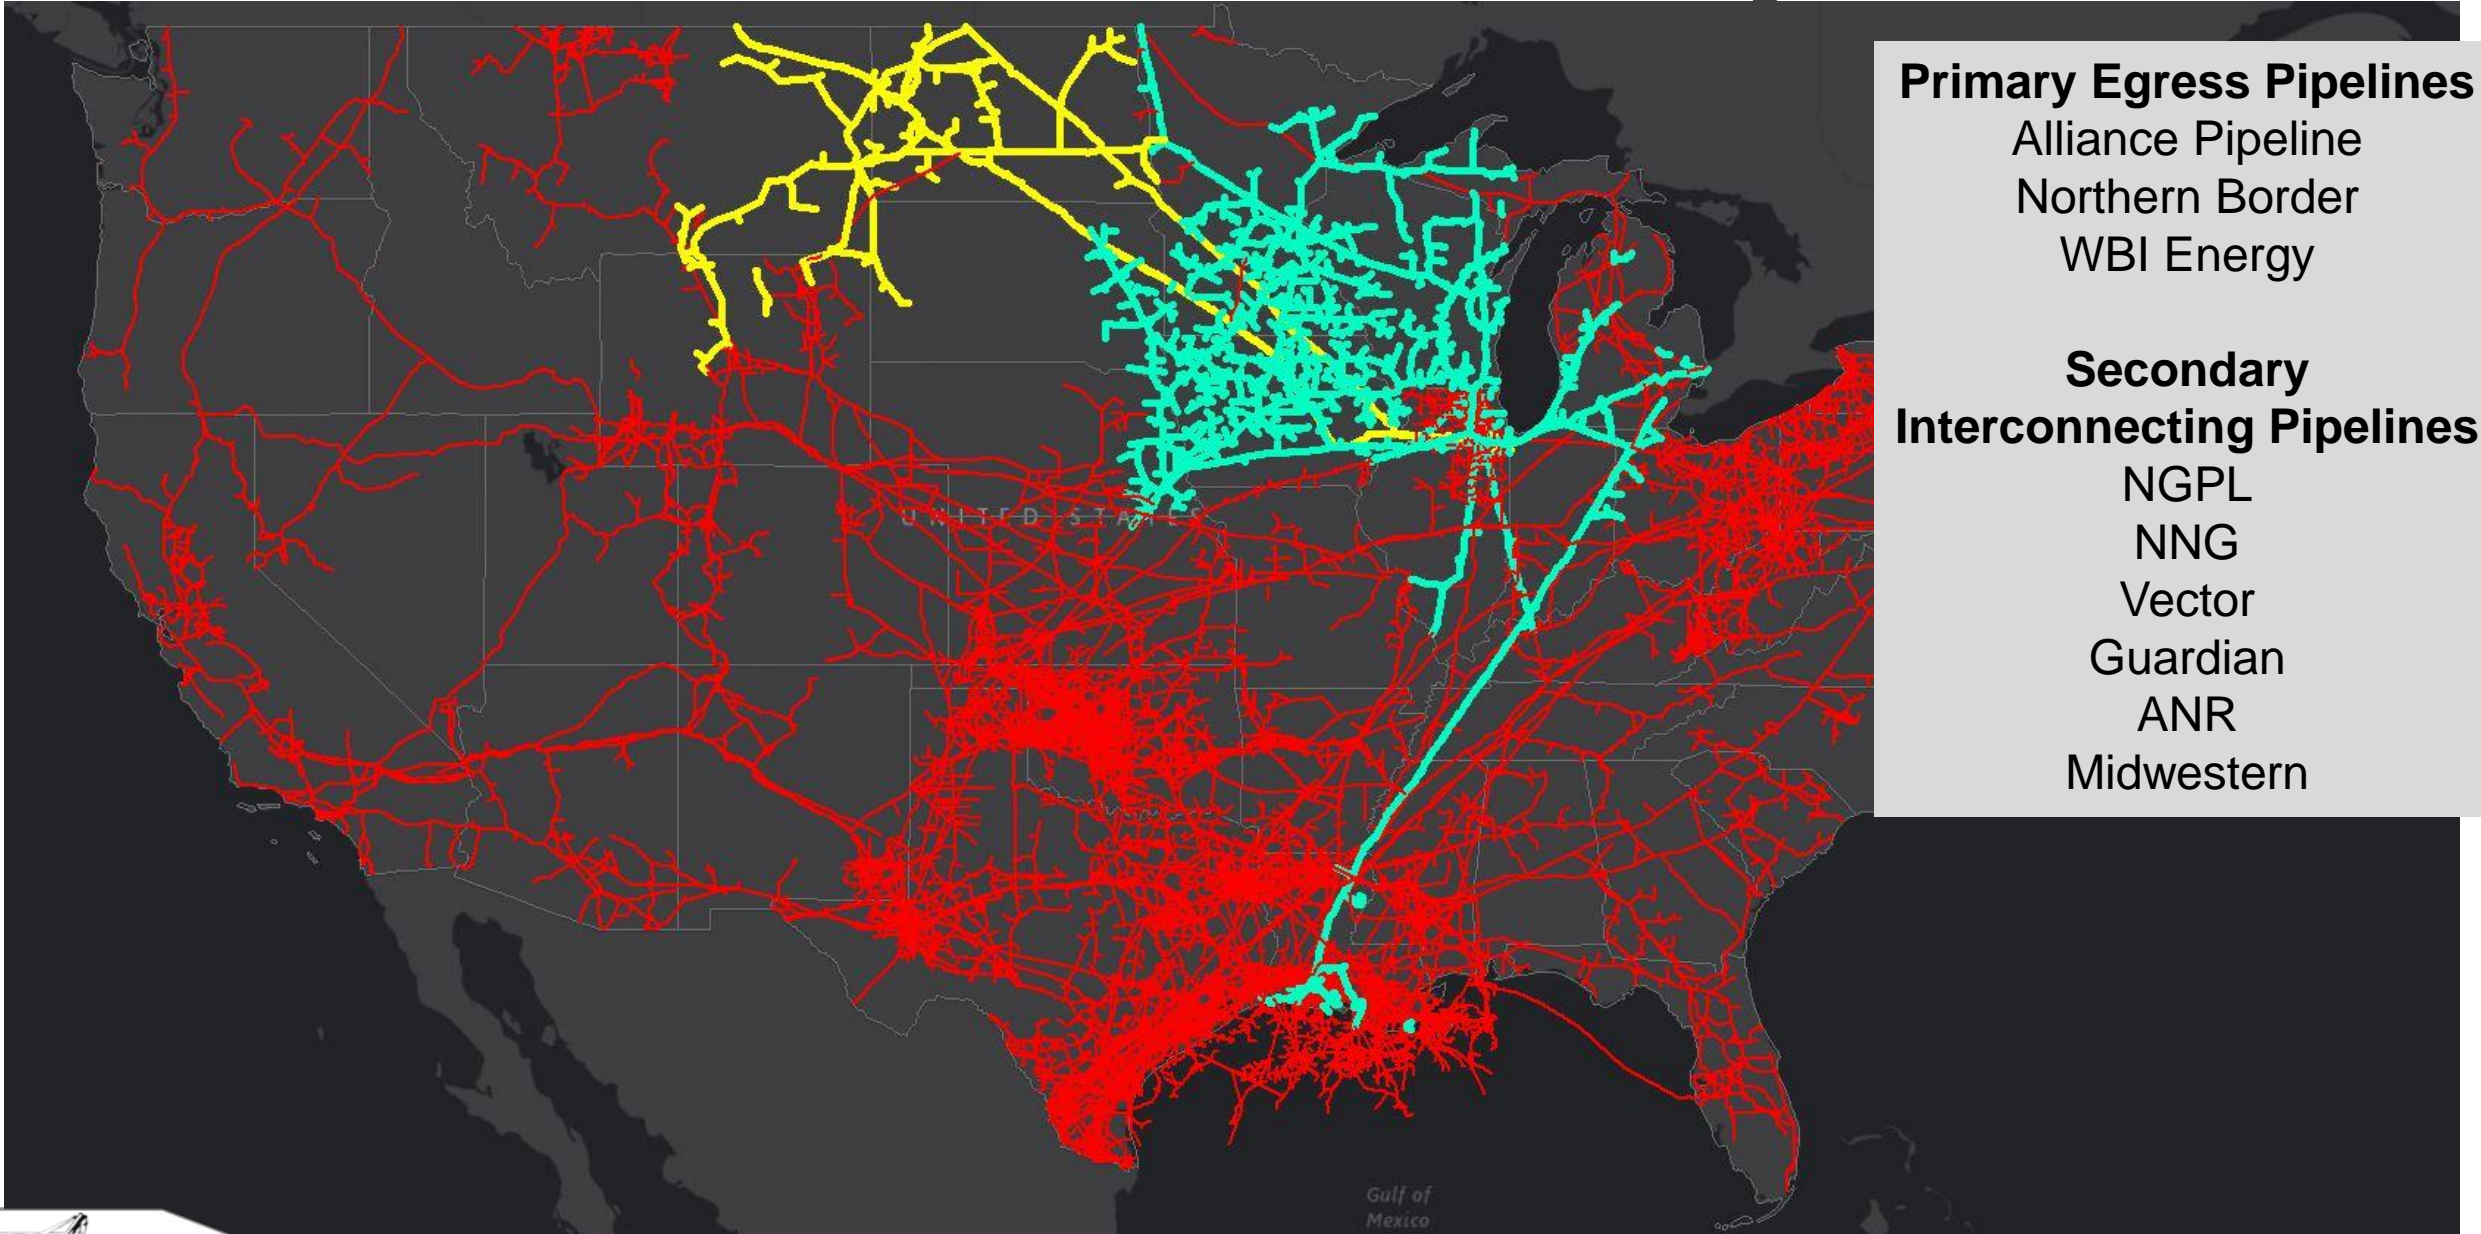 Primary Egress Pipelines
Alliance Pipeline
Northern Border
WBI Energy
Secondary
Interconnecting Pipelines
NGPL
NNG
Vector
Guardian
ANR
Midwestern
UNITED STATES
Gulf of
Mexico